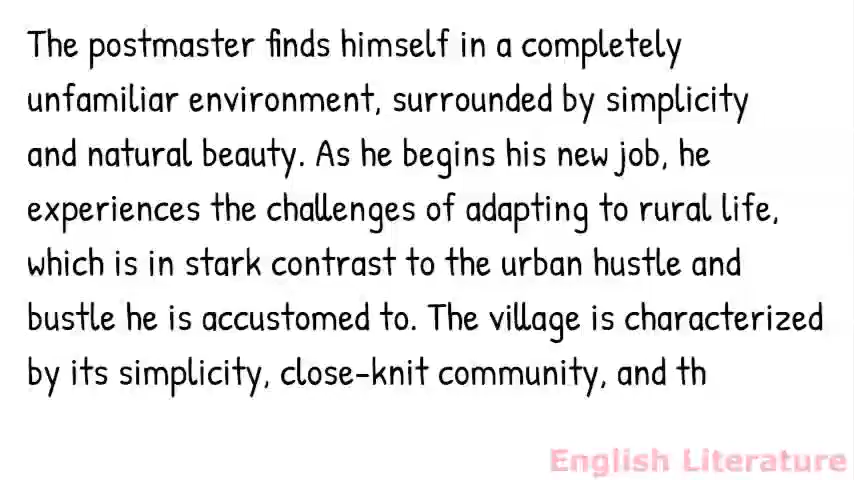 The postmaster finds himself in a completely
unfamiliar environment, surrounded by simplicity
and natural beauty. As he begins his new job, he
experiences the challenges of adapting to rural life,
which is in stark contrast to the urban hustle and
bustle he is accustomed to. The village is characterized
by its simplicity, close-knit community, and th
English Literature